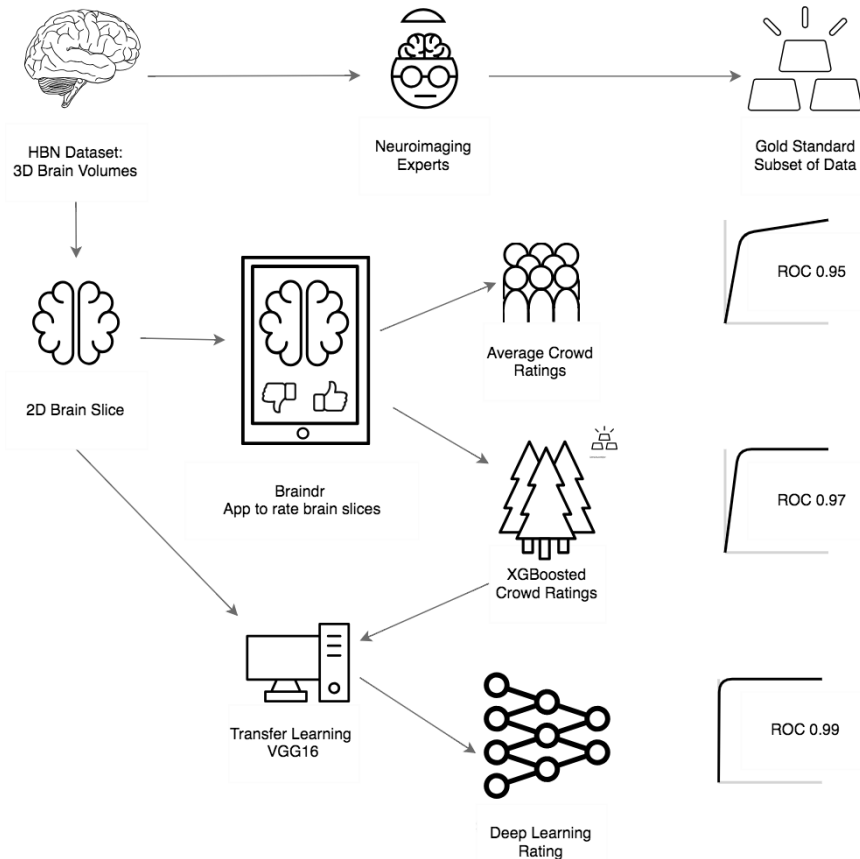 HBN Dataset:
3D Brain Volumes
Neuroimaging
Experts
Gold Standard
Subset of Data
2D Brain Slice
Braindr
App to rate brain slices
Average Crowd
Ratings
ROC 0.95
XGBoosted
Crowd Ratings
ROC 0.97
Transfer Learning
VGG16
Deep Learning
Rating
ROC 0.99